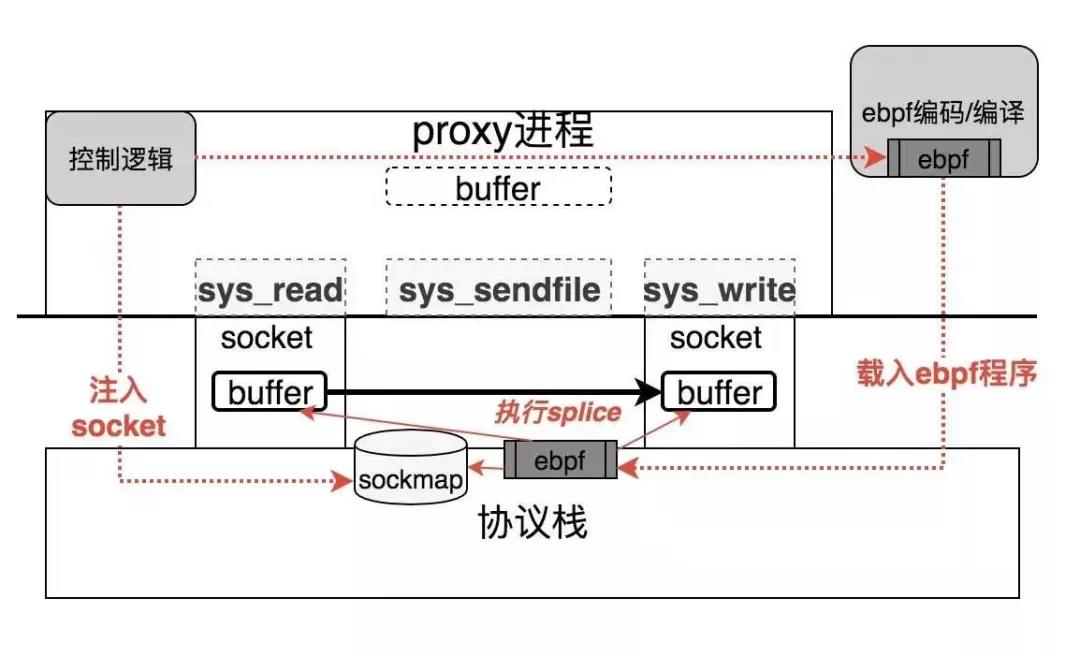 proxy进程
ebpf编码/编译
控制逻辑
ebpf
buffer
sys_read
sys_sendfile
sys_write
socket
socket
注入
socket
buffer
buffer
载入ebpf程序
执行splice
sockmap
ebpf
协议栈